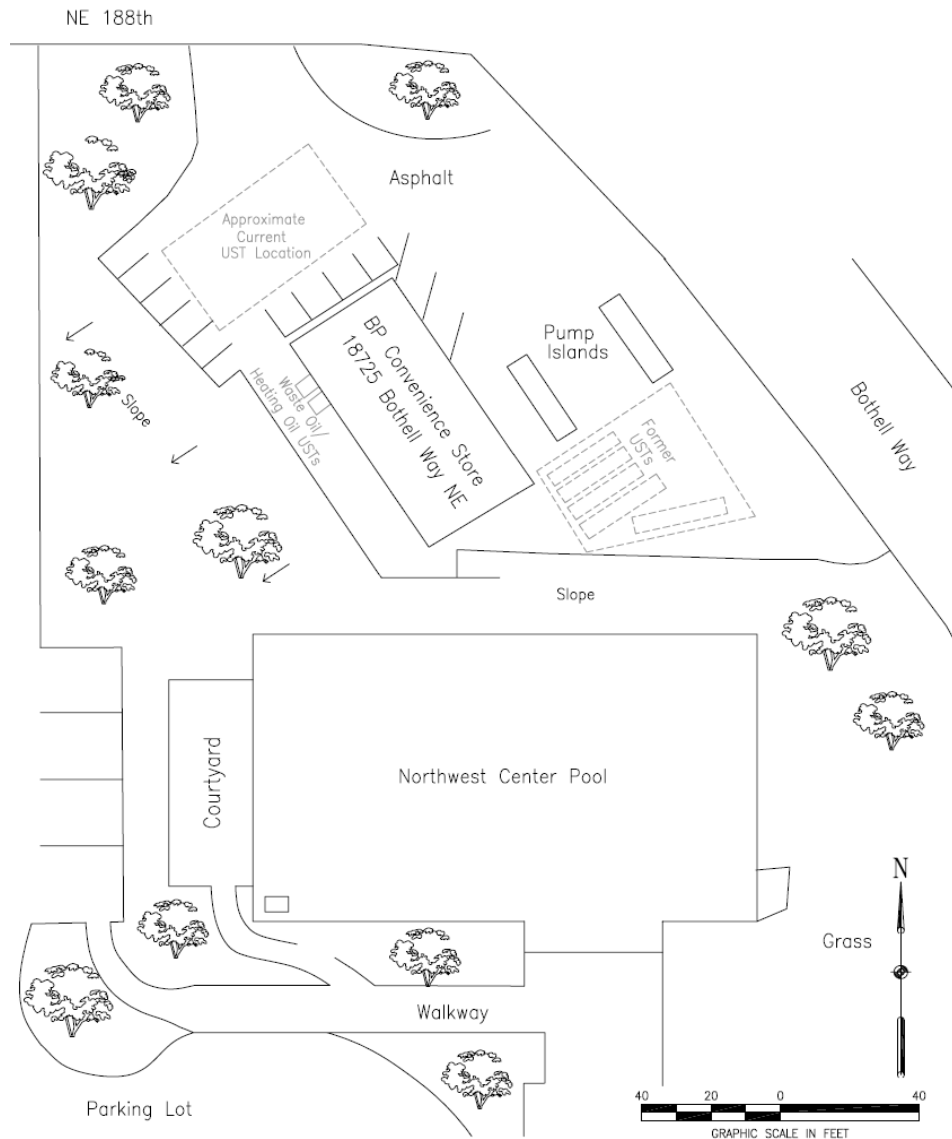 NE 188th
Asphalt
Approximate
Current
UST Location
Pump
Islands
BP Convenience Store
18725 Bothell Way NE
Waste Oil/
Heating Oil USTs
Former
USTs
Bothell Way
Slope
Slope
Northwest Center Pool
Courtyard
N
Grass
Walkway
Parking Lot
40 20 0 40
GRAPHIC SCALE IN FEET